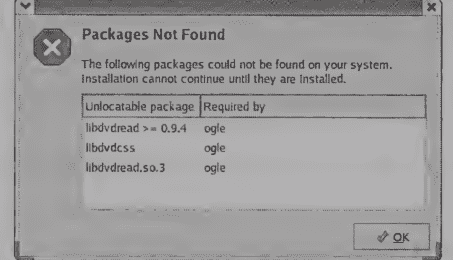 Packages Not Found
The following packages could not be found on your system.
Installation cannot continue until they are installed.
Unlocatable package Required by
libdvdread >= 0.9.4 ogle
libdvdcss ogle
libdvdread.so.3 ogle
OK